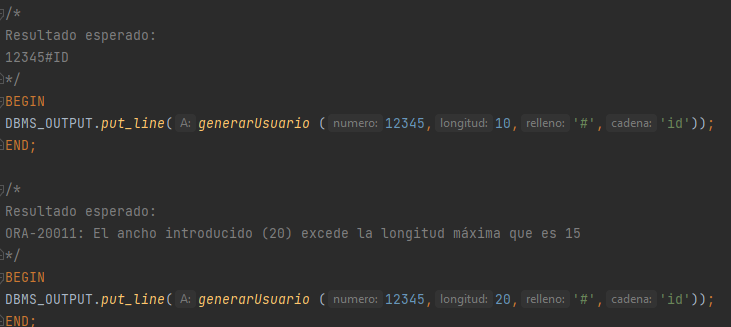 /*
Resultado esperado:
12345#ID
*/
BEGIN
DBMS_OUTPUT.put_line( A: generarUsuario ( numero: 12345, longitud: 10, relleno: '#', cadena: 'id'));
END;
/*
Resultado esperado:
ORA-20011: El ancho introducido (20) excede la longitud máxima que es 15
*/
BEGIN
DBMS_OUTPUT.put_line( A: generarUsuario ( numero: 12345, longitud: 20, relleno: '#', cadena: 'id'));
END;